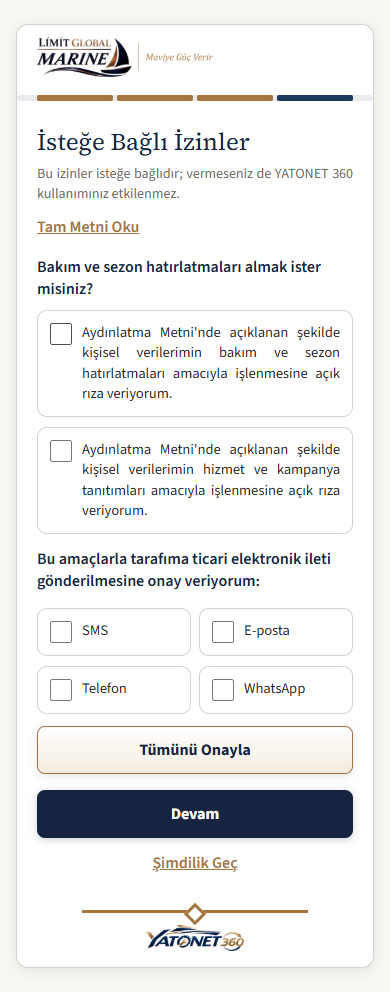 LİMİT GLOBAL
MARINE
Maviye Güç Verir
İsteğe Bağlı İzinler
Bu izinler isteğe bağlıdır; vermeseniz de YATONET 360
kullanımınız etkilenmez.
Tam Metni Oku
Bakım ve sezon hatırlatmaları almak ister
misiniz?
Aydınlatma Metni'nde açıklanan şekilde
kişisel verilerimin bakım ve sezon
hatırlatmaları amacıyla işlenmesine açık
rıza veriyorum.
Aydınlatma Metni'nde açıklanan şekilde
kişisel verilerimin hizmet ve kampanya
tanıtımları amacıyla işlenmesine açık rıza
veriyorum.
Bu amaçlarla tarafıma ticari elektronik ileti
gönderilmesine onay veriyorum:
SMS
E-posta
Telefon
WhatsApp
Tümünü Onayla
Devam
Şimdilik Geç
YATONET 360